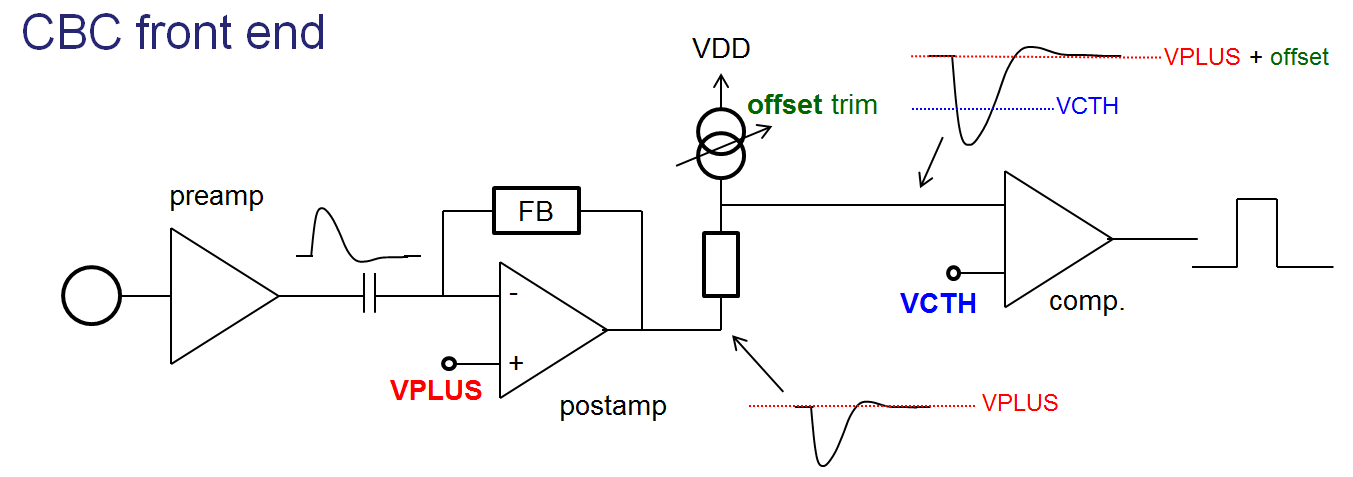 CBC front end
VDD
offset trim
VPLUS + offset
VCTH
preamp
FB
-
+
VPLUS
postamp
VCTH
comp.
VPLUS